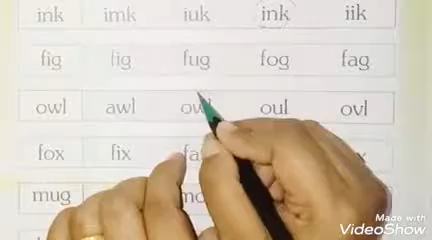 ink imk iuk ink iik
fig fig fug fog fag
owl awl owl oul ovl
fox fix
mug
Made with
VideoShow